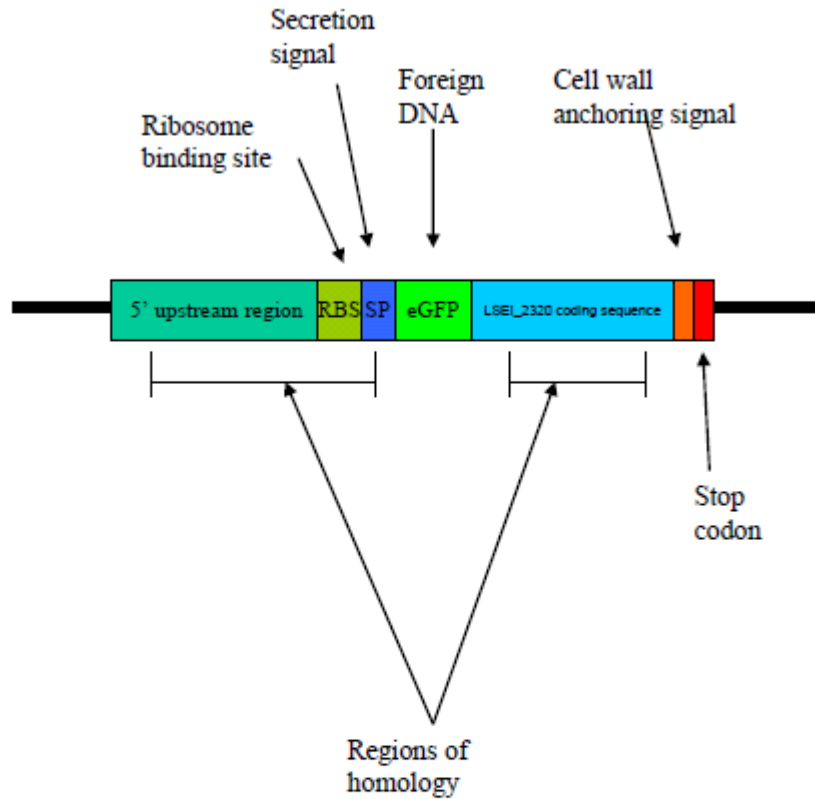 Secretion
signal
Foreign
DNA
Cell wall
anchoring signal
Ribosome
binding site
5' upstream region
RBS
SP
eGFP
LSEI_2320 coding sequence
Stop
codon
Regions of
homology